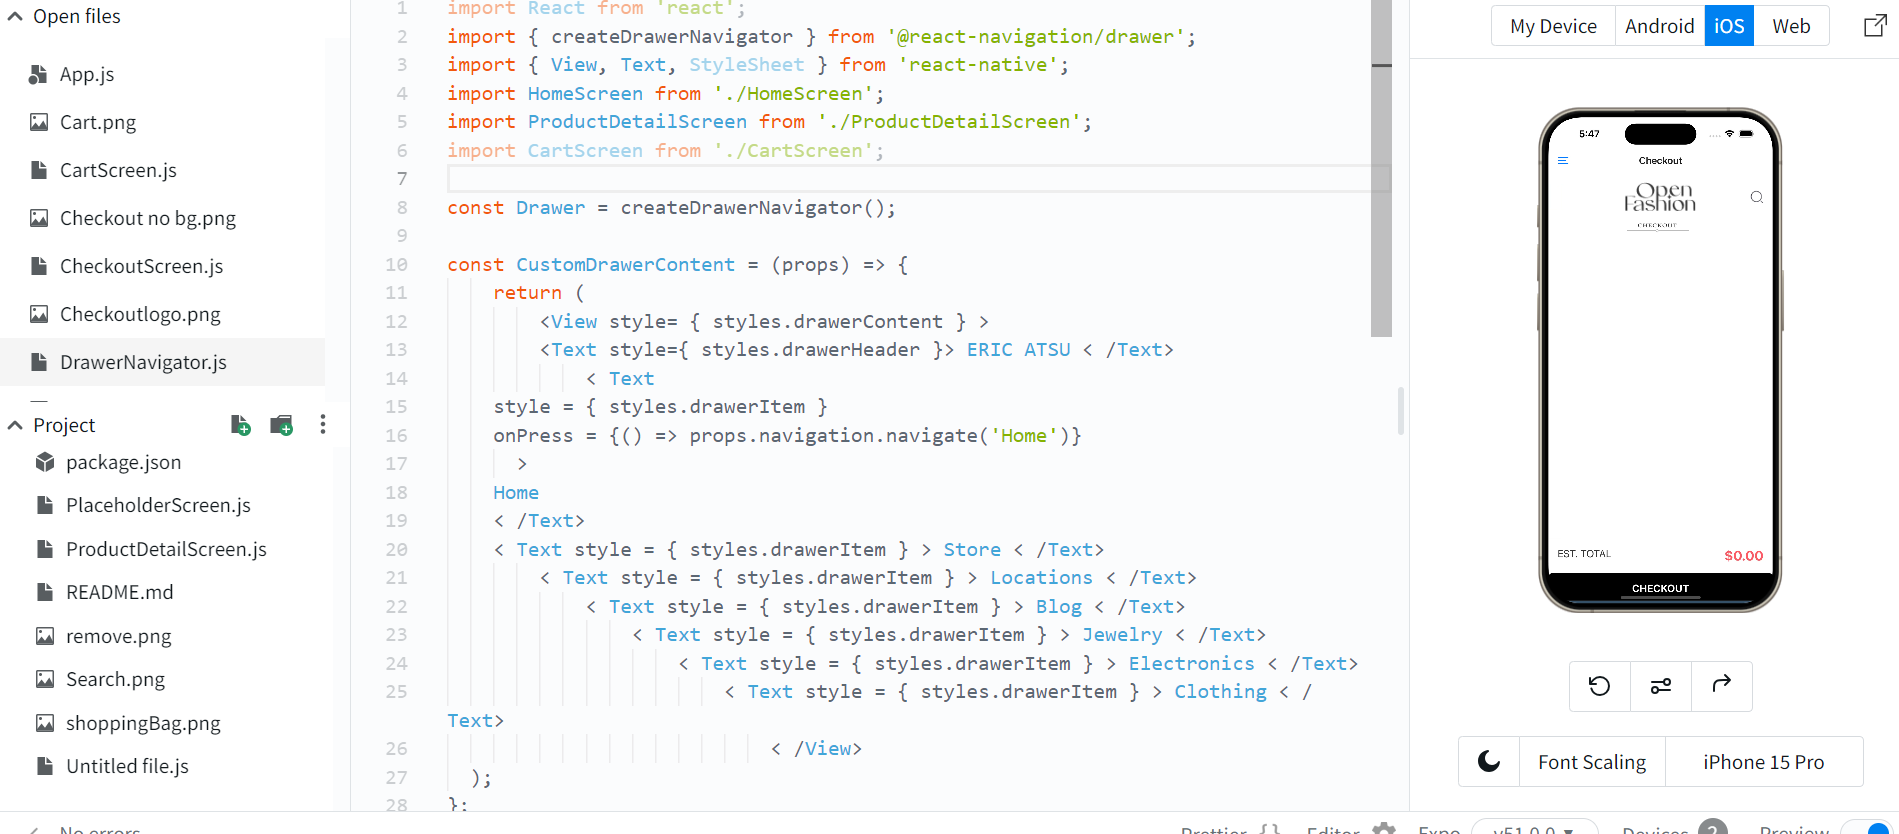 Open files
App.js
Cart.png
CartScreen.js
Checkout no bg.png
CheckoutScreen.js
Checkoutlogo.png
DrawerNavigator.js
Project
package.json
PlaceholderScreen.js
ProductDetailScreen.js
README.md
remove.png
Search.png
shoppingBag.png
Untitled file.js
No errors
1 import React from 'react';
2 import { createDrawerNavigator } from '@react-navigation/drawer';
3 import { View, Text, StyleSheet } from 'react-native';
4 import HomeScreen from './HomeScreen';
5 import ProductDetailScreen from './ProductDetailScreen';
6 import CartScreen from './CartScreen';
7
8 const Drawer = createDrawerNavigator();
9
10 const CustomDrawerContent = (props) => {
11 return (
12 <View style= { styles.drawerContent } >
13 <Text style={ styles.drawerHeader }> ERIC ATSU < /Text>
14 < Text
15 style = { styles.drawerItem }
16 onPress = {() => props.navigation.navigate('Home')}
17 >
18 Home
19 < /Text>
20 < Text style = { styles.drawerItem } > Store < /Text>
21 < Text style = { styles.drawerItem } > Locations < /Text>
22 < Text style = { styles.drawerItem } > Blog < /Text>
23 < Text style = { styles.drawerItem } > Jewelry < /Text>
24 < Text style = { styles.drawerItem } > Electronics < /Text>
25 < Text style = { styles.drawerItem } > Clothing < /
Text>
26 < /View>
27 );
28 };
My Device Android iOS Web
5:47
Checkout
Open
Fashion
CHECKOUT
EST. TOTAL $0.00
CHECKOUT
Font Scaling iPhone 15 Pro
Prettier {} Editor Expo v51.0.0 Devices 2 Preview